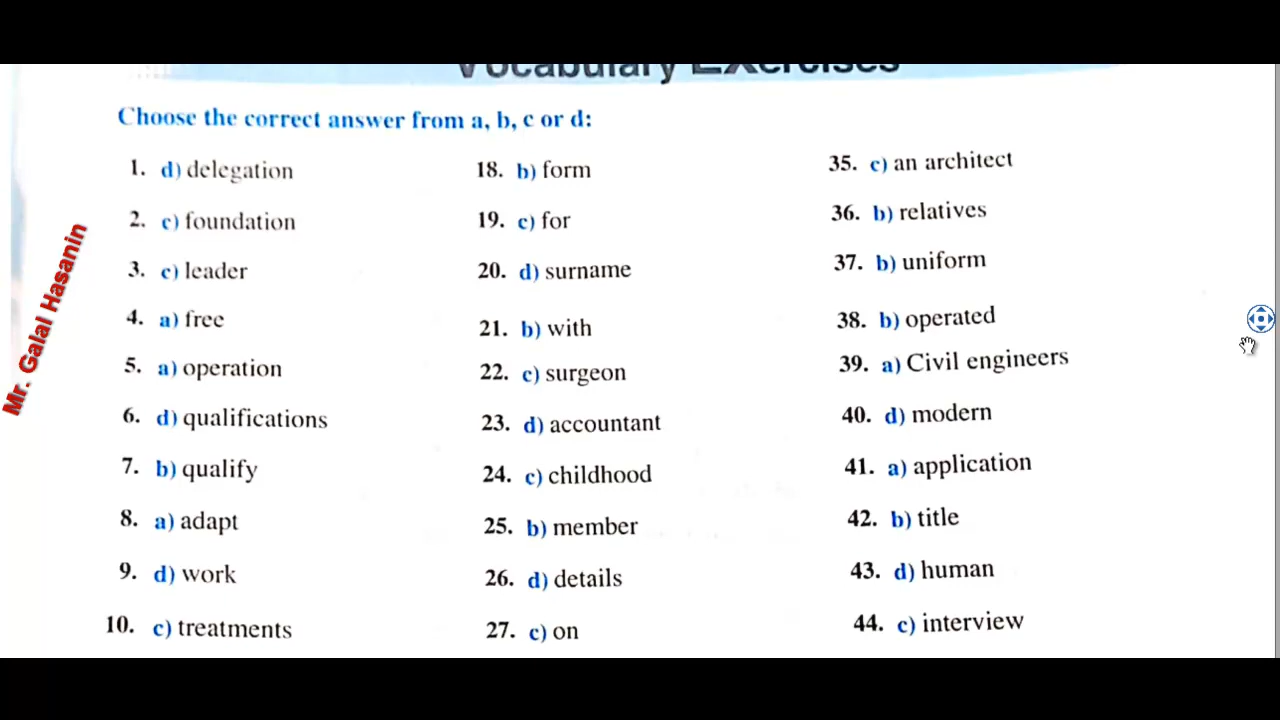 Vocabulary Exercises
Choose the correct answer from a, b, c or d:
1. d) delegation
2. c) foundation
3. c) leader
4. a) free
5. a) operation
6. d) qualifications
7. b) qualify
8. a) adapt
9. d) work
10. c) treatments
18. b) form
19. c) for
20. d) surname
21. b) with
22. c) surgeon
23. d) accountant
24. c) childhood
25. b) member
26. d) details
27. c) on
35. c) an architect
36. b) relatives
37. b) uniform
38. b) operated
39. a) Civil engineers
40. d) modern
41. a) application
42. b) title
43. d) human
44. c) interview
Mr. Galal Hasanin